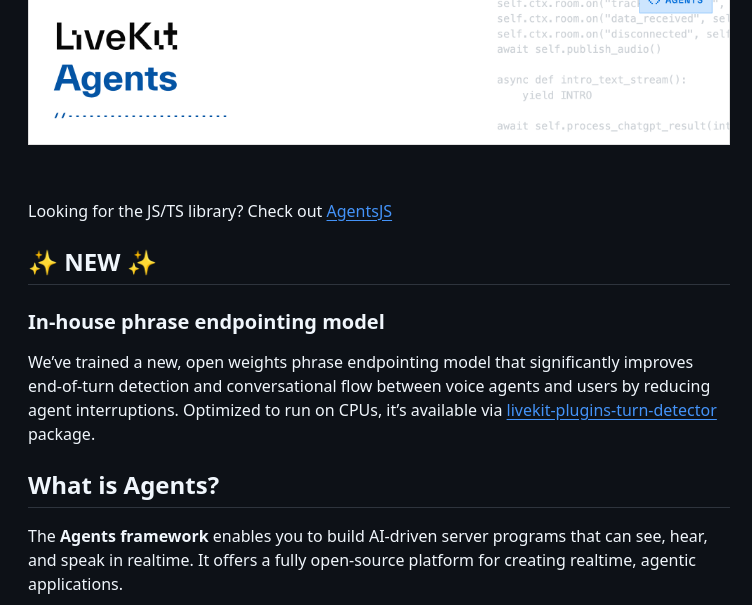 self.ctx.room.on("trac
<> AGENTS
self.ctx.room.on("data_received", sel
self.ctx.room.on("disconnected", self
await self.publish_audio()
async def intro_text_stream():
yield INTRO
await self.process_chatgpt_result(int
LiveKit
Agents
//
Looking for the JS/TS library? Check out AgentsJS
✨ NEW ✨
In-house phrase endpointing model
We’ve trained a new, open weights phrase endpointing model that significantly improves
end-of-turn detection and conversational flow between voice agents and users by reducing
agent interruptions. Optimized to run on CPUs, it’s available via livekit-plugins-turn-detector
package.
What is Agents?
The Agents framework enables you to build AI-driven server programs that can see, hear,
and speak in realtime. It offers a fully open-source platform for creating realtime, agentic
applications.